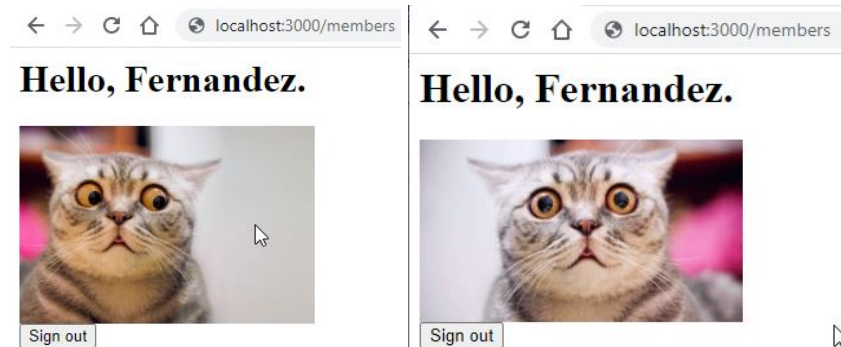 localhost:3000/members
Hello, Fernandez.
Sign out
localhost:3000/members
Hello, Fernandez.
Sign out